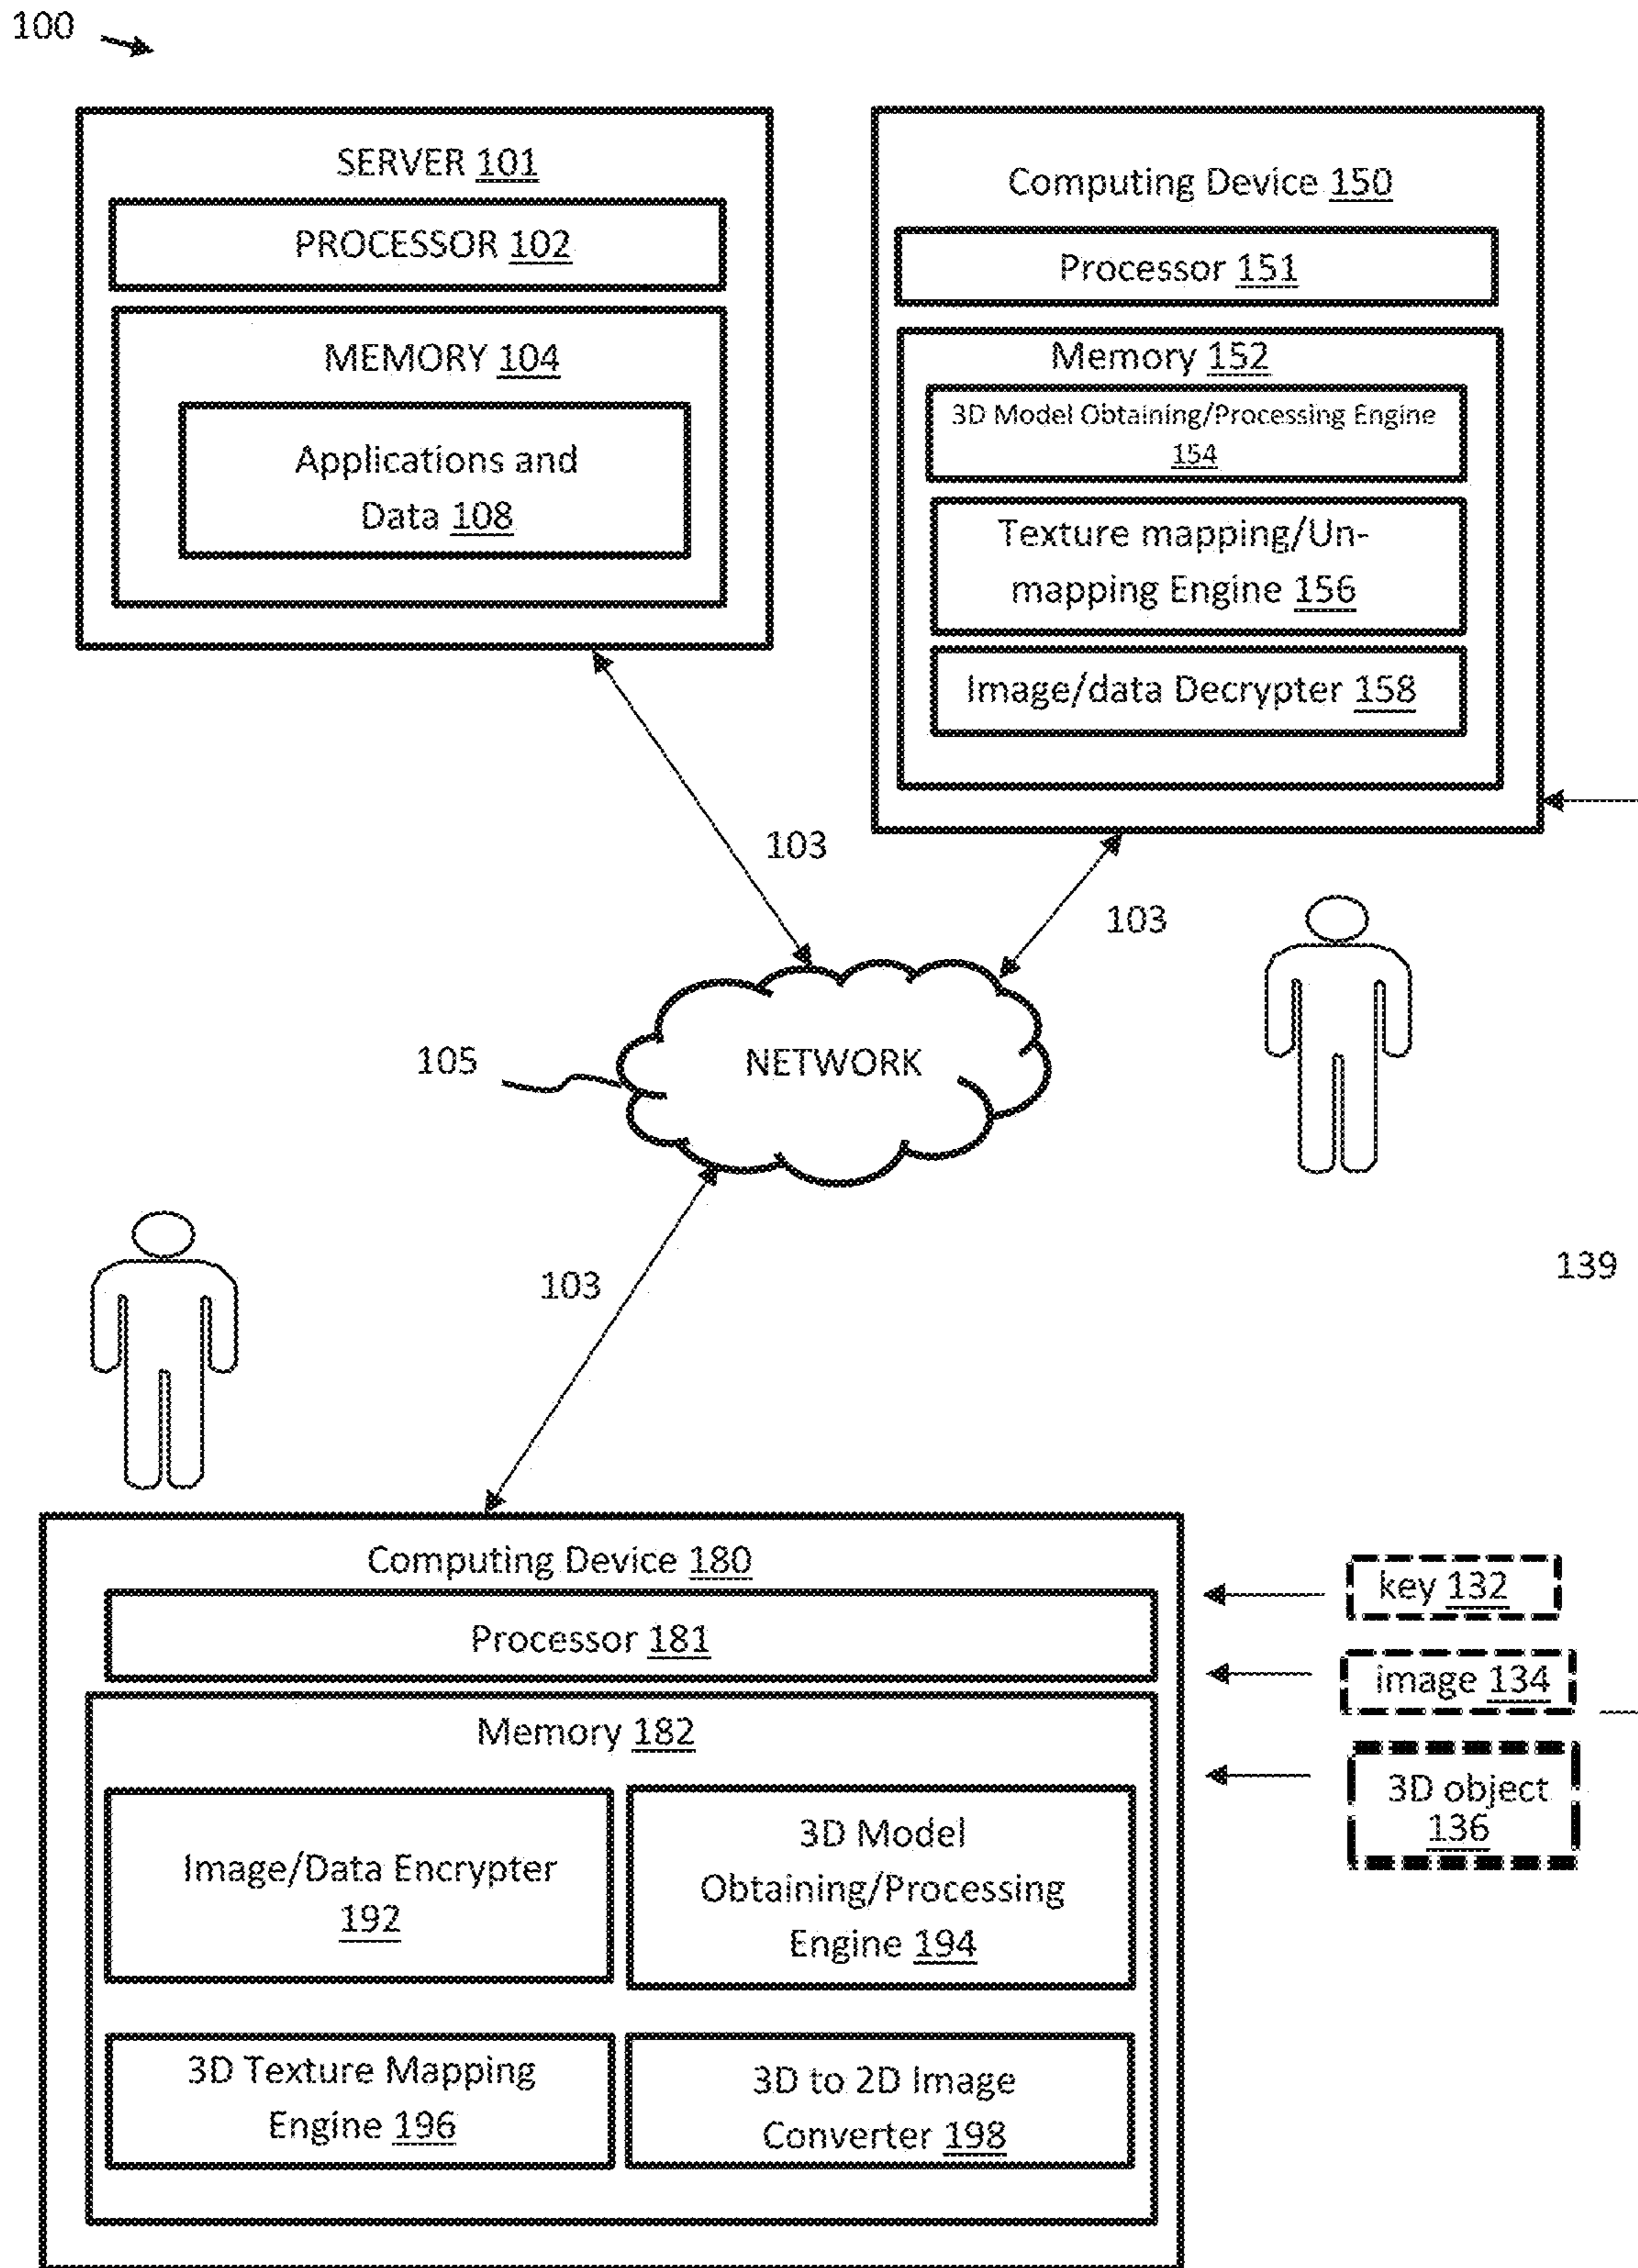 100
SERVER 101
PROCESSOR 102
MEMORY 104
Applications and
Data 108
Computing Device 150
Processor 151
Memory 152
3D Model Obtaining/Processing Engine
154
Texture mapping/Un-
mapping Engine 156
Image/data Decrypter 158
103
103
105
NETWORK
103
139
Computing Device 180
Processor 181
Memory 182
Image/Data Encrypter
192
3D Model
Obtaining/Processing
Engine 194
3D Texture Mapping
Engine 196
3D to 2D Image
Converter 198
key 132
image 134
3D object
136